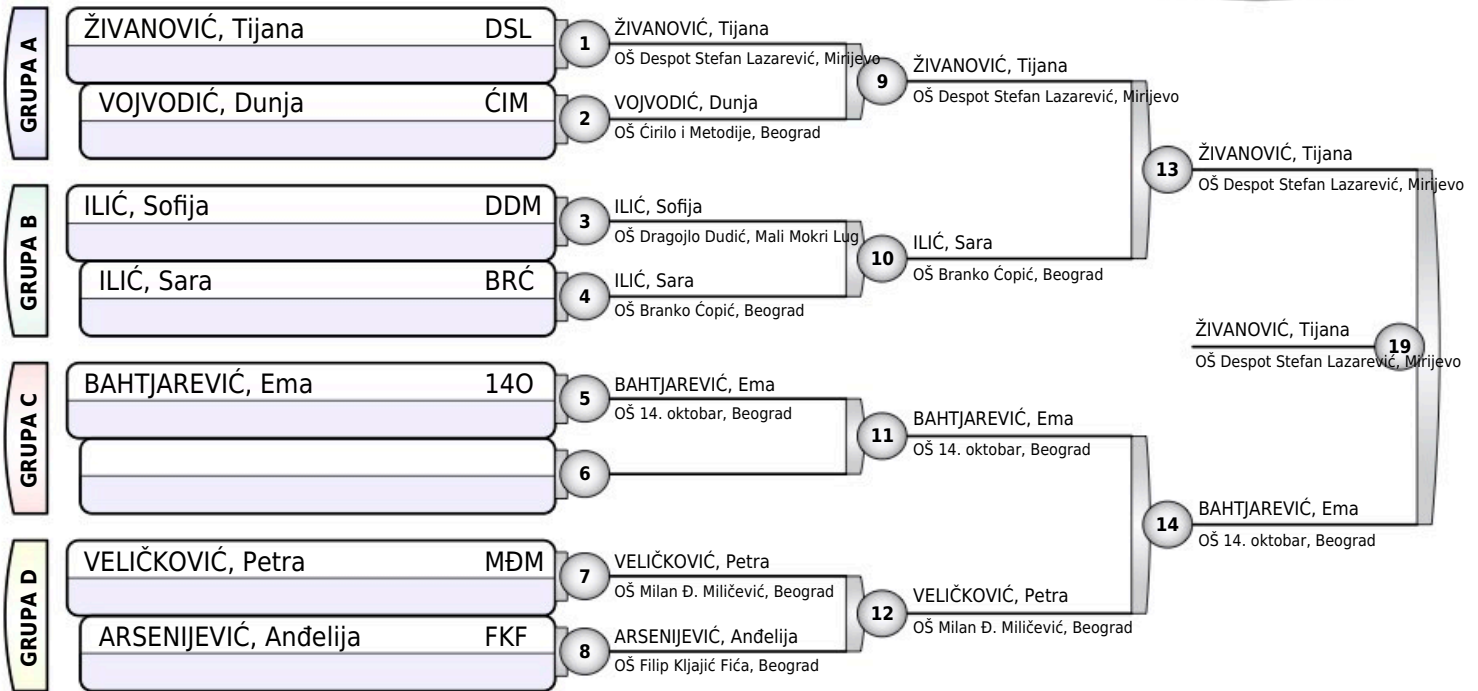 GRUPA A
ŽIVANOVIĆ, Tijana DSL
VOJVODIĆ, Dunja ĆIM
GRUPA B
ILIĆ, Sofija DDM
ILIĆ, Sara BRĆ
GRUPA C
BAHTJAREVIĆ, Ema 14O
GRUPA D
VELIČKOVIĆ, Petra MĐM
ARSENIJEVIĆ, Anđelija FKF
1
ŽIVANOVIĆ, Tijana
OŠ Despot Stefan Lazarević, Mirijevo
2
VOJVODIĆ, Dunja
OŠ Ćirilo i Metodije, Beograd
3
ILIĆ, Sofija
OŠ Dragojlo Dudić, Mali Mokri Lug
4
ILIĆ, Sara
OŠ Branko Ćopić, Beograd
5
BAHTJAREVIĆ, Ema
OŠ 14. oktobar, Beograd
6
7
VELIČKOVIĆ, Petra
OŠ Milan Đ. Miličević, Beograd
8
ARSENIJEVIĆ, Anđelija
OŠ Filip Kljajić Fića, Beograd
9
ŽIVANOVIĆ, Tijana
OŠ Despot Stefan Lazarević, Mirijevo
10
ILIĆ, Sara
OŠ Branko Ćopić, Beograd
11
BAHTJAREVIĆ, Ema
OŠ 14. oktobar, Beograd
12
VELIČKOVIĆ, Petra
OŠ Milan Đ. Miličević, Beograd
13
ŽIVANOVIĆ, Tijana
OŠ Despot Stefan Lazarević, Mirijevo
14
BAHTJAREVIĆ, Ema
OŠ 14. oktobar, Beograd
ŽIVANOVIĆ, Tijana
19
OŠ Despot Stefan Lazarević, Mirijevo